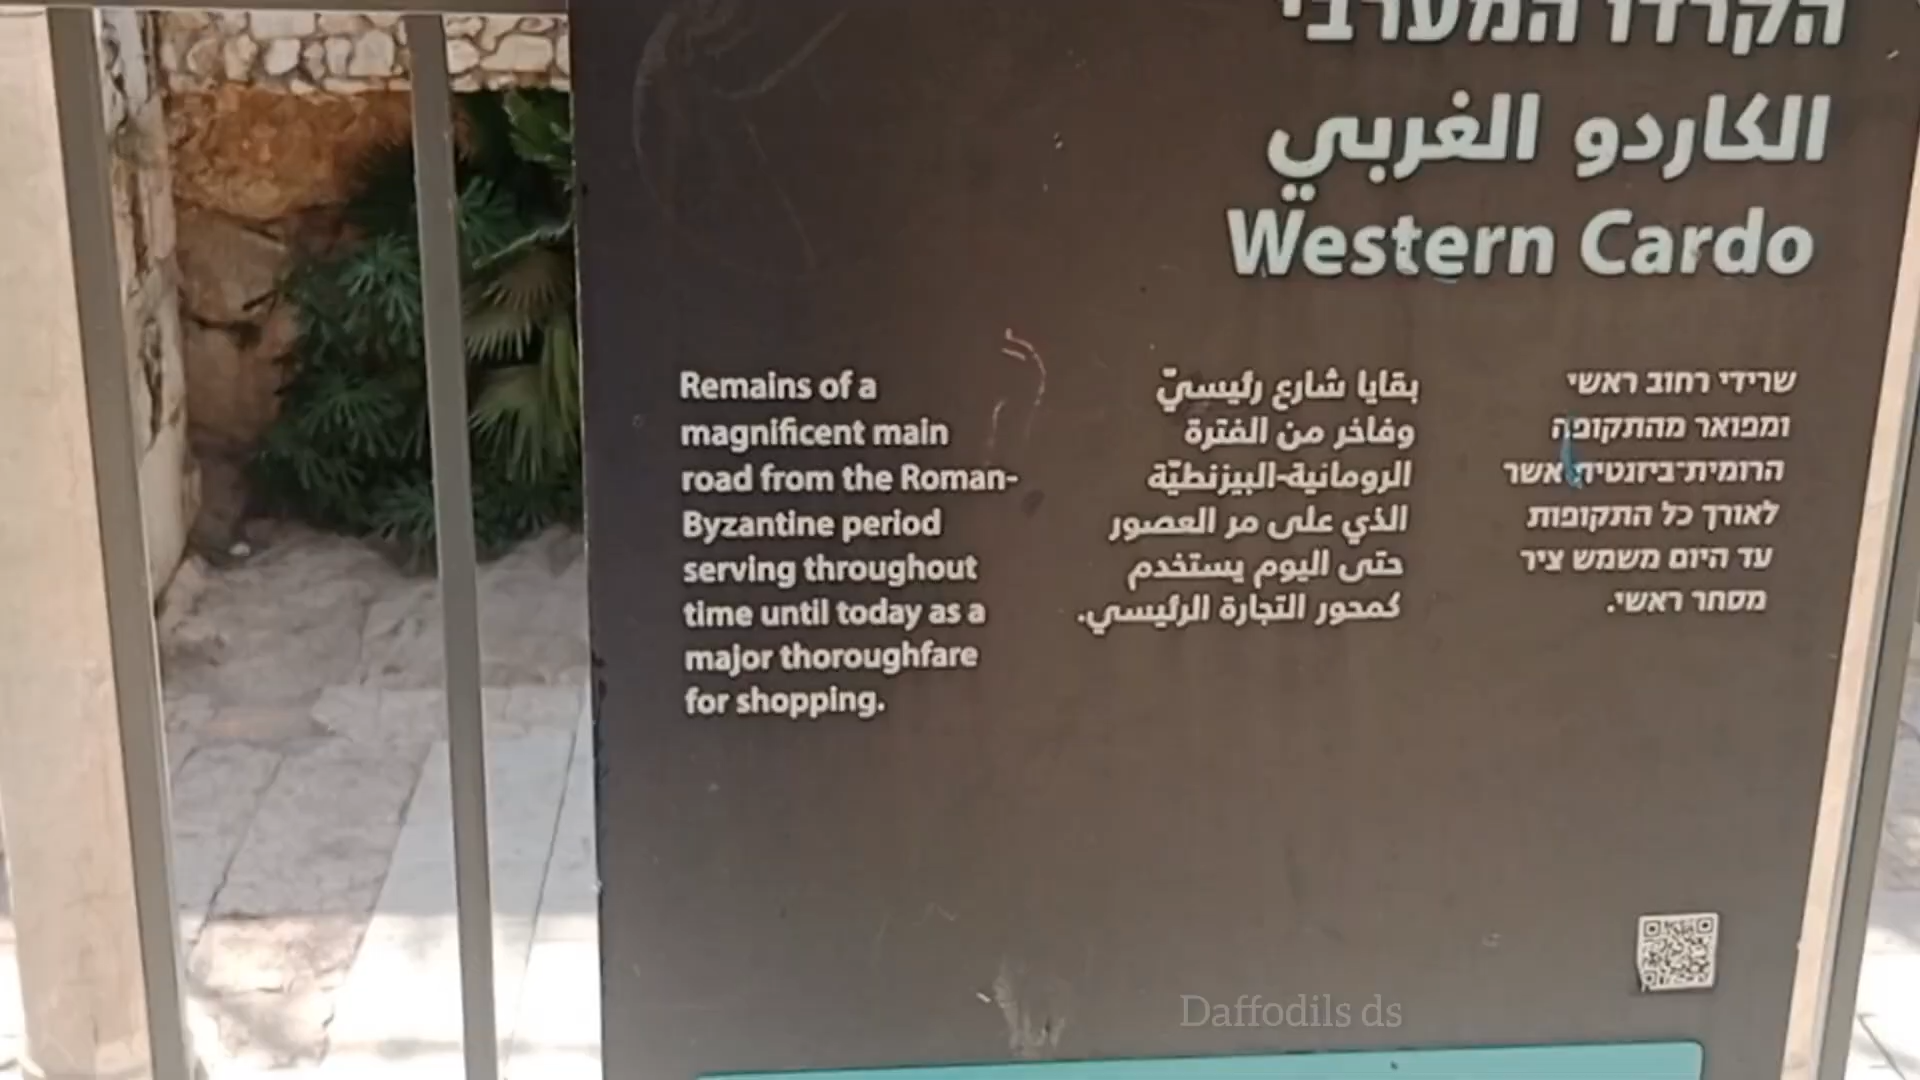 הקרדו המערבי
الكاردو الغربي
Western Cardo
Remains of a
magnificent main
road from the Roman-
Byzantine period
serving throughout
time until today as a
major thoroughfare
for shopping.
بقايا شارع رئيسيّ
وفاخر من الفترة
الرومانية-البيزنطيّة
الذي على مر العصور
حتى اليوم يستخدم
كمحور التجارة الرئيسي.
שרידי רחוב ראשי
ומפואר מהתקופה
הרומית־ביזנטית אשר
לאורך כל התקופות
עד היום משמש ציר
מסחר ראשי.
Daffodils ds